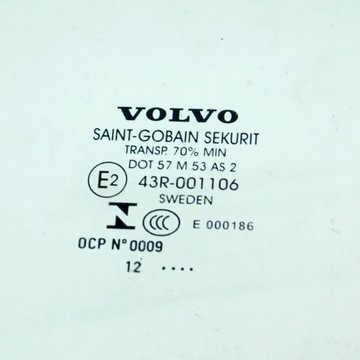 VOLVO
SAINT-GOBAIN SEKURIT
TRANSP. 70% MIN
DOT 57 M 53 AS 2
E2 43R-001106
SWEDEN
N CCC E 000186
OCP N° 0009
12 ....